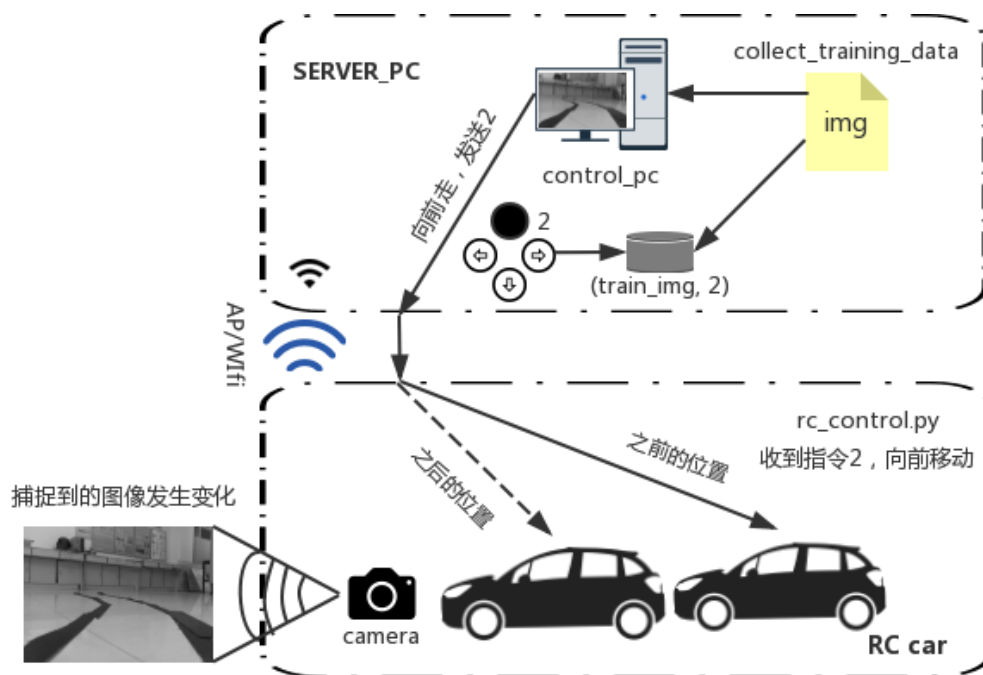 SERVER_PC
collect_training_data
img
control_pc
向前走，发送2
2
(train_img, 2)
AP/WIfi
rc_control.py
收到指令2，向前移动
之前的位置
之后的位置
捕捉到的图像发生变化
camera
RC car